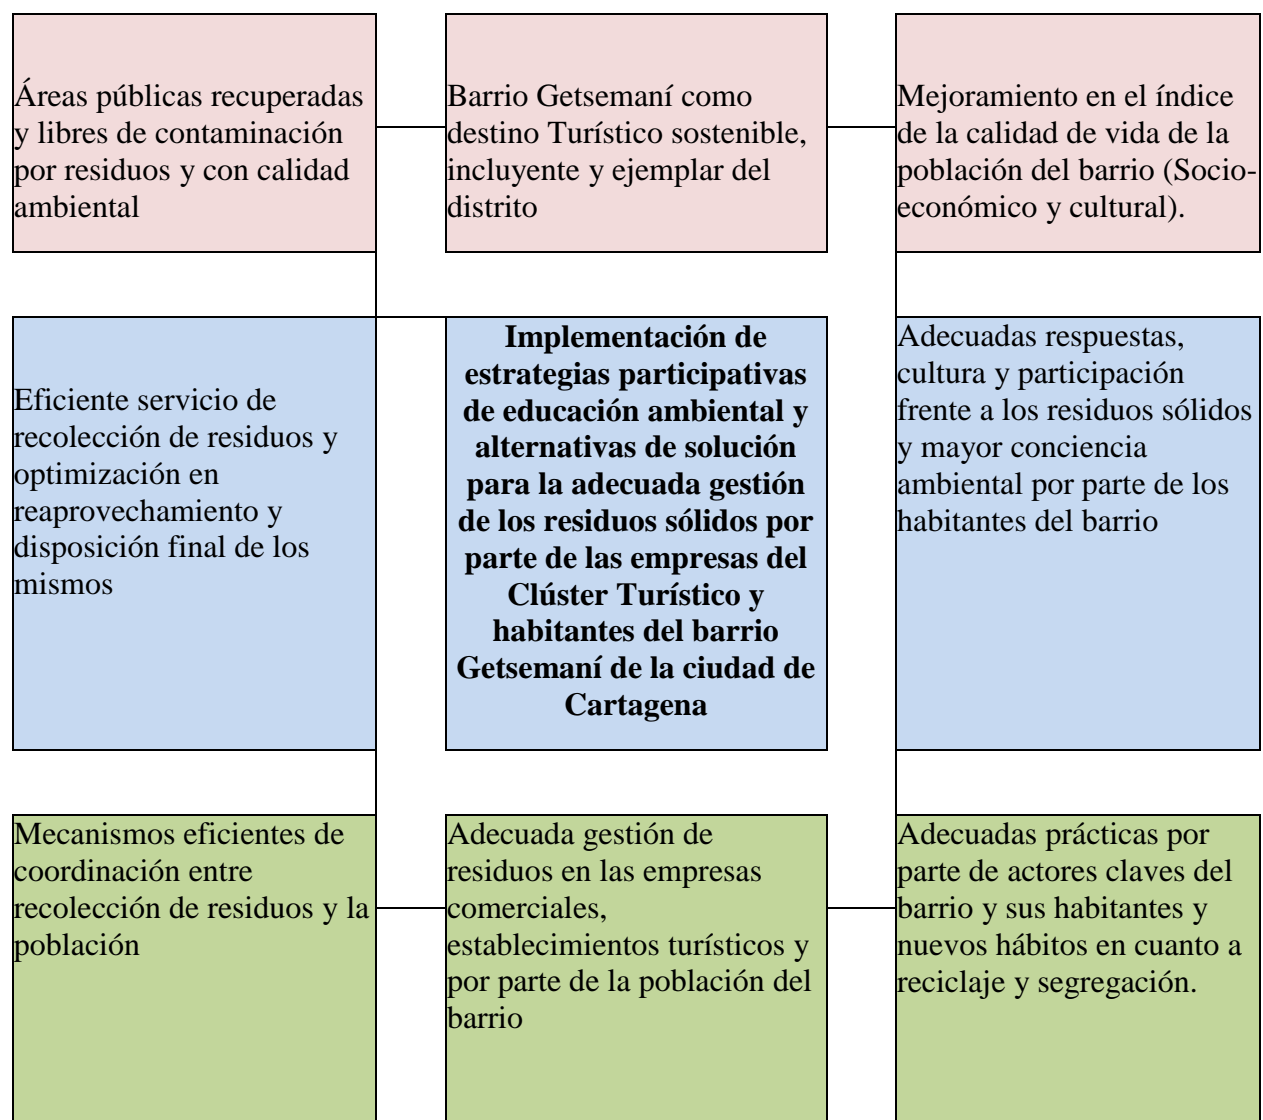 Áreas públicas recuperadas
y libres de contaminación
por residuos y con calidad
ambiental
Barrio Getsemaní como
destino Turístico sostenible,
incluyente y ejemplar del
distrito
Mejoramiento en el índice
de la calidad de vida de la
población del barrio (Socio-
económico y cultural).
Eficiente servicio de
recolección de residuos y
optimización en
reaprovechamiento y
disposición final de los
mismos
Implementación de
estrategias participativas
de educación ambiental y
alternativas de solución
para la adecuada gestión
de los residuos sólidos por
parte de las empresas del
Clúster Turístico y
habitantes del barrio
Getsemaní de la ciudad de
Cartagena
Adecuadas respuestas,
cultura y participación
frente a los residuos sólidos
y mayor conciencia
ambiental por parte de los
habitantes del barrio
Mecanismos eficientes de
coordinación entre
recolección de residuos y la
población
Adecuada gestión de
residuos en las empresas
comerciales,
establecimientos turísticos y
por parte de la población del
barrio
Adecuadas prácticas por
parte de actores claves del
barrio y sus habitantes y
nuevos hábitos en cuanto a
reciclaje y segregación.